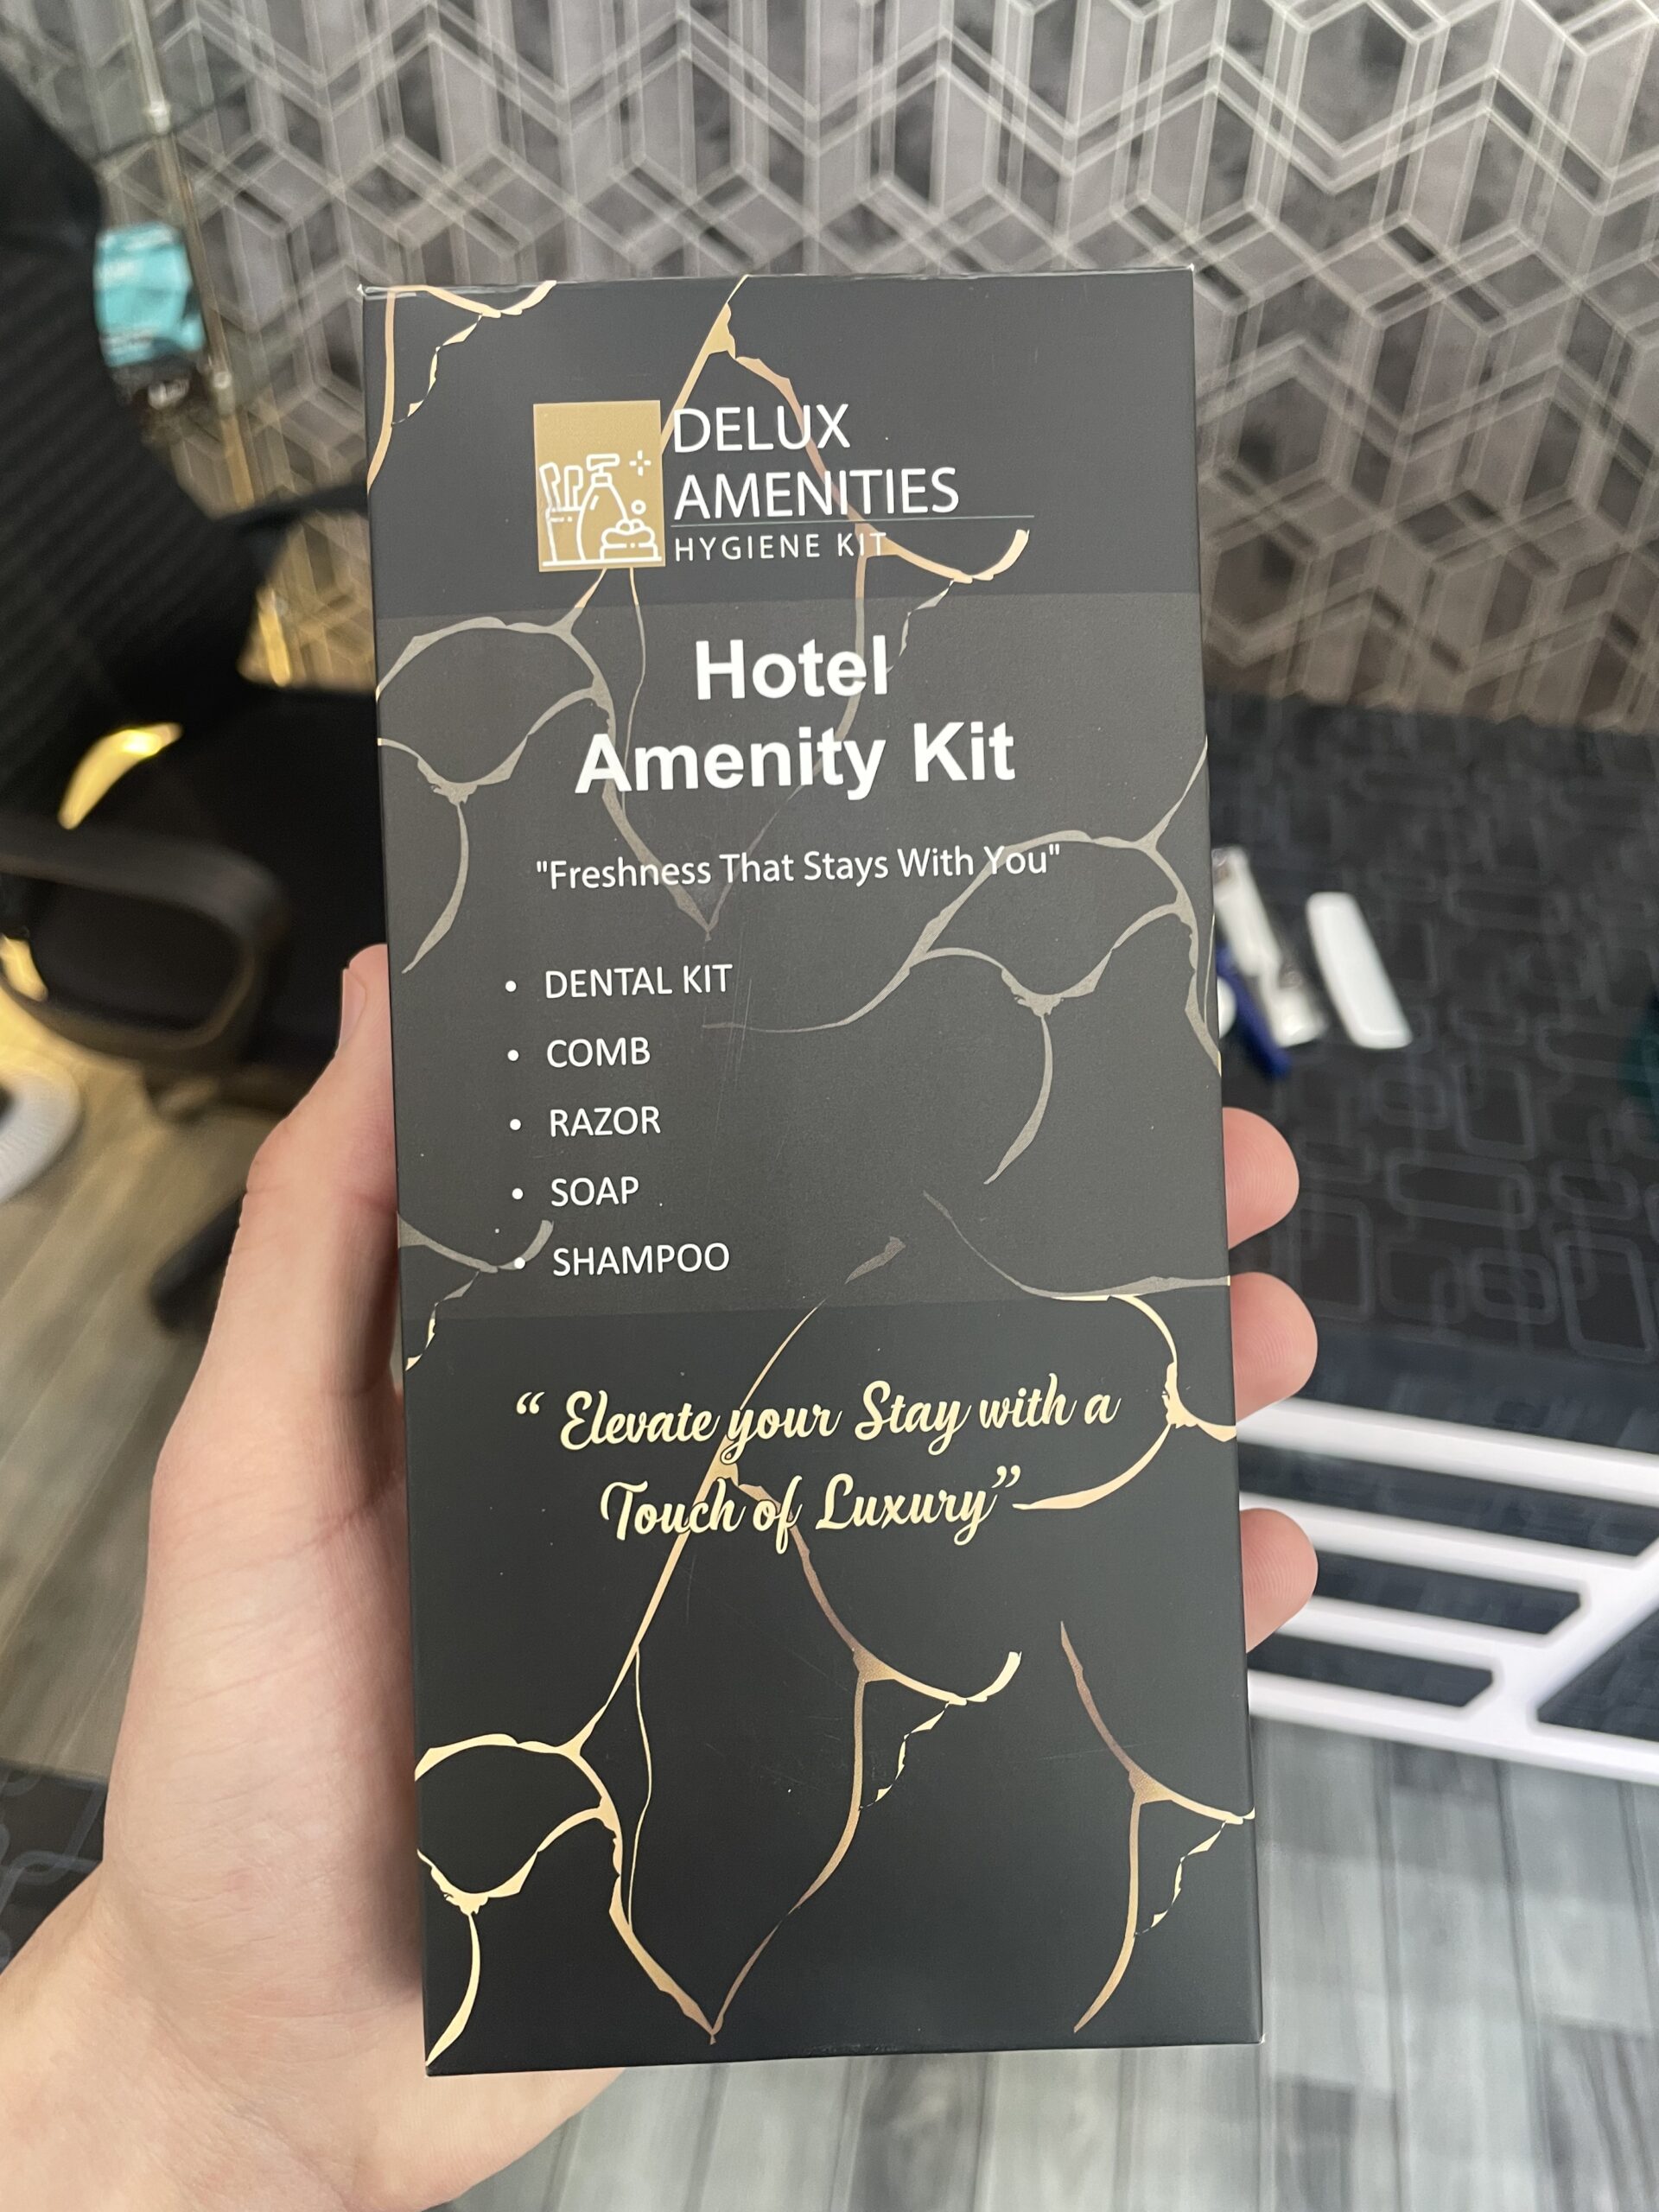 DELUX
AMENITIES
HYGIENE KIT
Hotel
Amenity Kit
"Freshness That Stays With You"
• DENTAL KIT
• COMB
• RAZOR
• SOAP
• SHAMPOO
“ Elevate your Stay with a
Touch of Luxury”